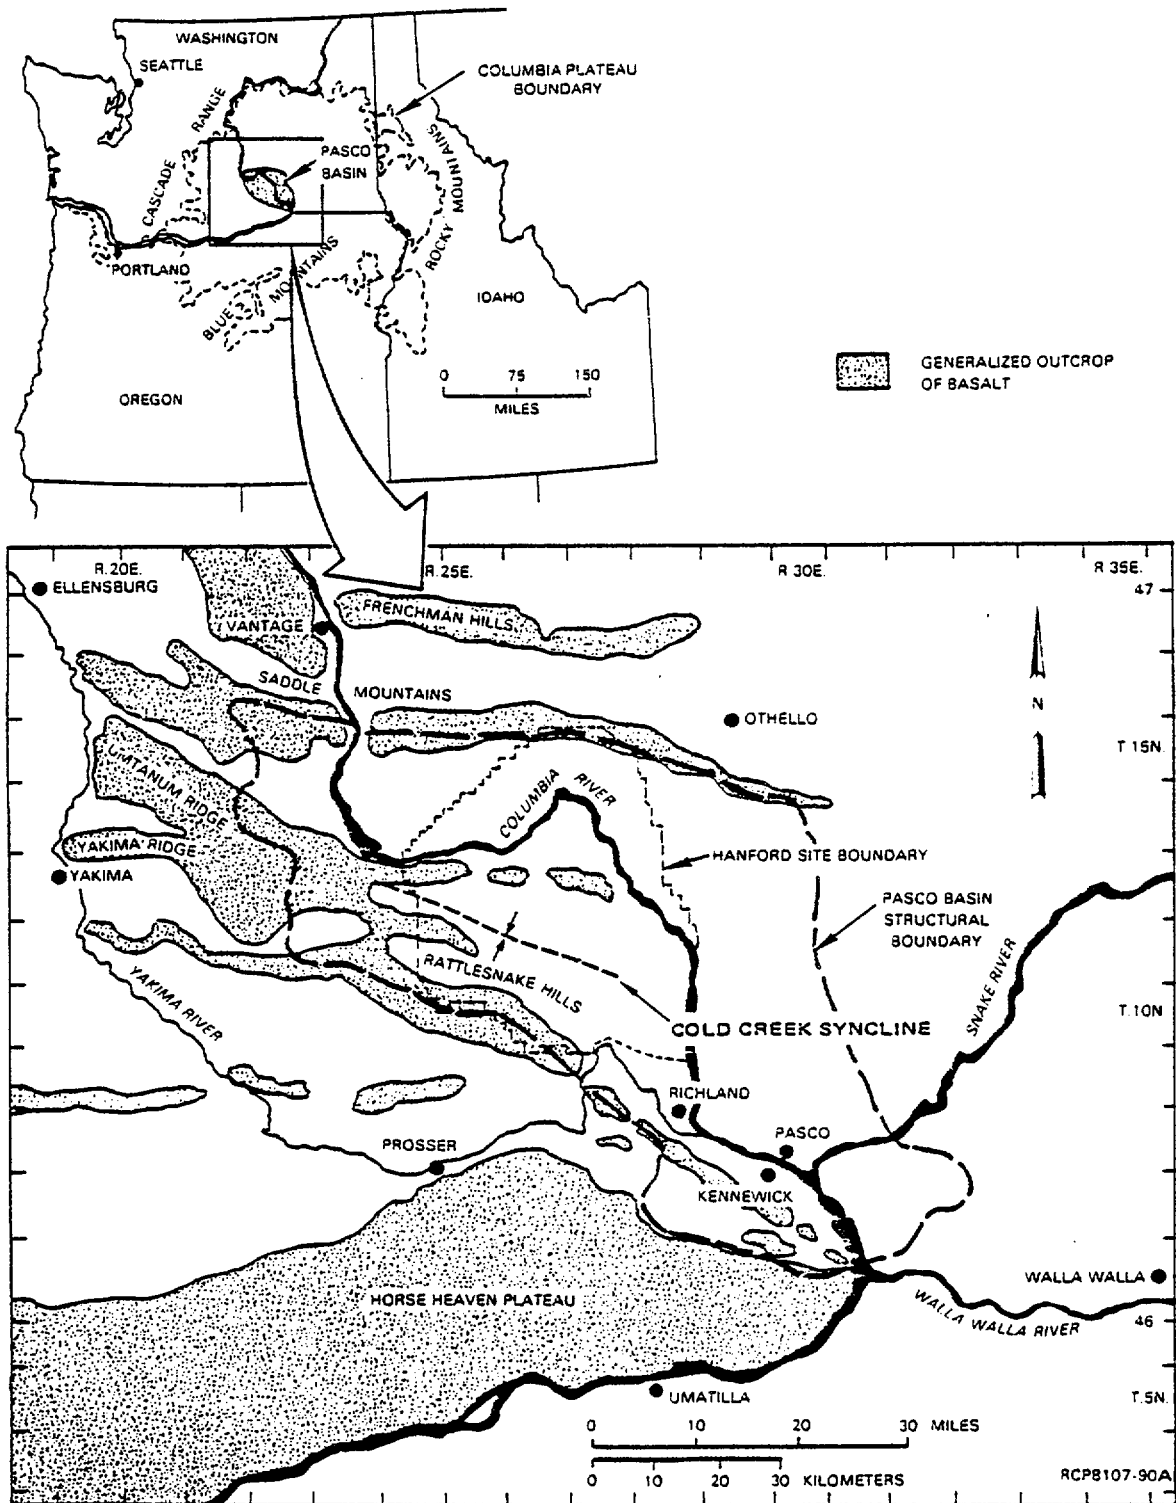 WASHINGTON
SEATTLE
COLUMBIA PLATEAU
BOUNDARY
CASCADE RANGE
PASCO
BASIN
ROCKY MOUNTAINS
PORTLAND
BLUE MOUNTAINS
IDAHO
OREGON
0 75 150
MILES
GENERALIZED OUTCROP
OF BASALT
R.20E.
R.25E.
R 30E.
R 35E.
ELLENSBURG
47
FRENCHMAN HILLS
VANTAGE
SADDLE MOUNTAINS
OTHELLO
N
T 15N.
UMTANUM RIDGE
COLUMBIA RIVER
YAKIMA RIDGE
HANFORD SITE BOUNDARY
YAKIMA
PASCO BASIN
STRUCTURAL
BOUNDARY
RATTLESNAKE HILLS
YAKIMA RIVER
SNAKE RIVER
T.10N
COLD CREEK SYNCLINE
RICHLAND
PASCO
PROSSER
KENNEWICK
WALLA WALLA
HORSE HEAVEN PLATEAU
WALLA WALLA RIVER
46
UMATILLA
T.5N.
0 10 20 30 MILES
0 10 20 30 KILOMETERS
RCP8107-90A